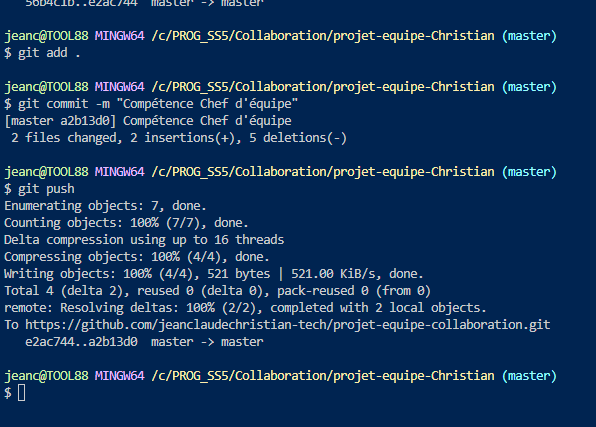 56b4c1b..e2ac744  master -> master
jeanc@TOOL88 MINGW64 /c/PROG_SS5/Collaboration/projet-equipe-Christian (master)
$ git add .
jeanc@TOOL88 MINGW64 /c/PROG_SS5/Collaboration/projet-equipe-Christian (master)
$ git commit -m "Compétence Chef d'équipe"
[master a2b13d0] Compétence Chef d'équipe
 2 files changed, 2 insertions(+), 5 deletions(-)
jeanc@TOOL88 MINGW64 /c/PROG_SS5/Collaboration/projet-equipe-Christian (master)
$ git push
Enumerating objects: 7, done.
Counting objects: 100% (7/7), done.
Delta compression using up to 16 threads
Compressing objects: 100% (4/4), done.
Writing objects: 100% (4/4), 521 bytes | 521.00 KiB/s, done.
Total 4 (delta 2), reused 0 (delta 0), pack-reused 0 (from 0)
remote: Resolving deltas: 100% (2/2), completed with 2 local objects.
To https://github.com/jeanclaudechristian-tech/projet-equipe-collaboration.git
   e2ac744..a2b13d0  master -> master
jeanc@TOOL88 MINGW64 /c/PROG_SS5/Collaboration/projet-equipe-Christian (master)
$